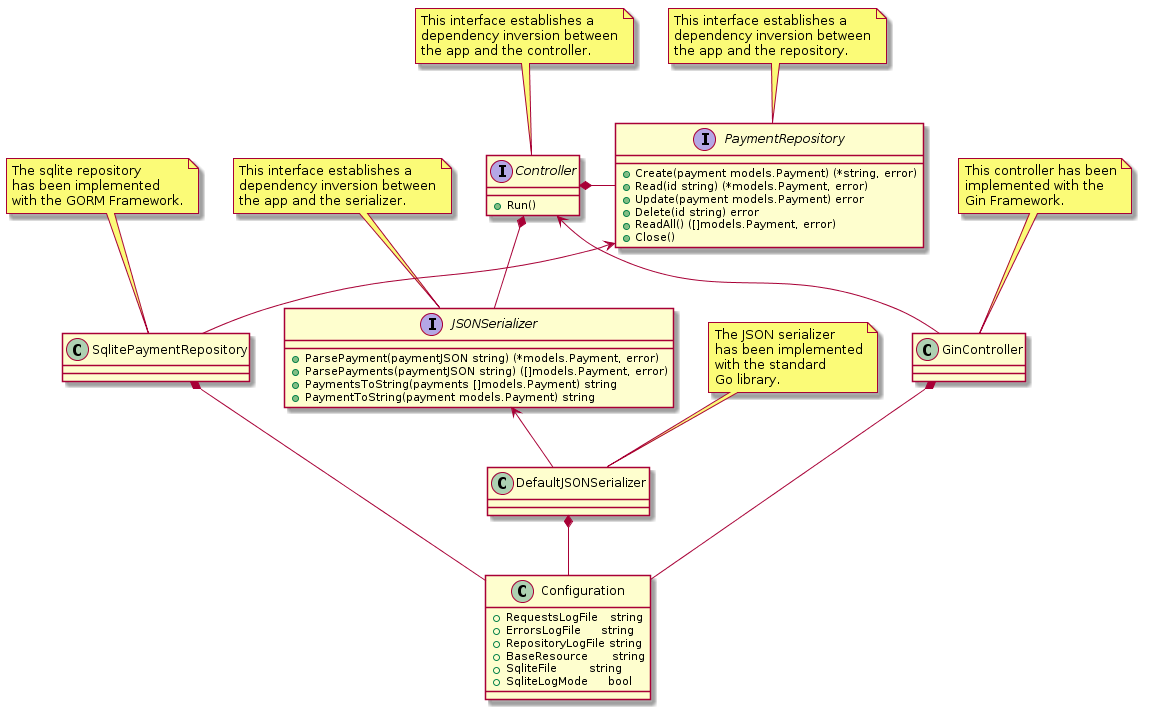 This interface establishes a
dependency inversion between
the app and the controller.
This interface establishes a
dependency inversion between
the app and the repository.
I PaymentRepository
Create(payment models.Payment) (*string, error)
Read(id string) (*models.Payment, error)
Update(payment models.Payment) error
Delete(id string) error
ReadAll() ([]models.Payment, error)
Close()
I Controller
Run()
The sqlite repository
has been implemented
with the GORM Framework.
This interface establishes a
dependency inversion between
the app and the serializer.
This controller has been
implemented with the
Gin Framework.
I JSONSerializer
ParsePayment(paymentJSON string) (*models.Payment, error)
ParsePayments(paymentJSON string) ([]models.Payment, error)
PaymentsToString(payments []models.Payment) string
PaymentToString(payment models.Payment) string
C SqlitePaymentRepository
The JSON serializer
has been implemented
with the standard
Go library.
C GinController
C DefaultJSONSerializer
C Configuration
RequestsLogFile string
ErrorsLogFile string
RepositoryLogFile string
BaseResource string
SqliteFile string
SqliteLogMode bool